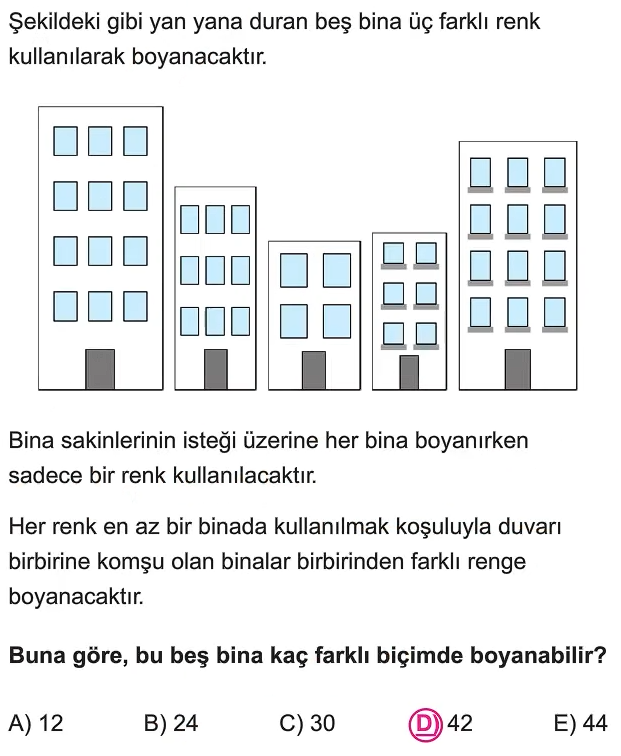 Şekildeki gibi yan yana duran beş bina üç farklı renk
kullanılarak boyanacaktır.
Bina sakinlerinin isteği üzerine her bina boyanırken
sadece bir renk kullanılacaktır.
Her renk en az bir binada kullanılmak koşuluyla duvarı
birbirine komşu olan binalar birbirinden farklı renge
boyanacaktır.
Buna göre, bu beş bina kaç farklı biçimde boyanabilir?
A) 12 B) 24 C) 30 D) 42 E) 44